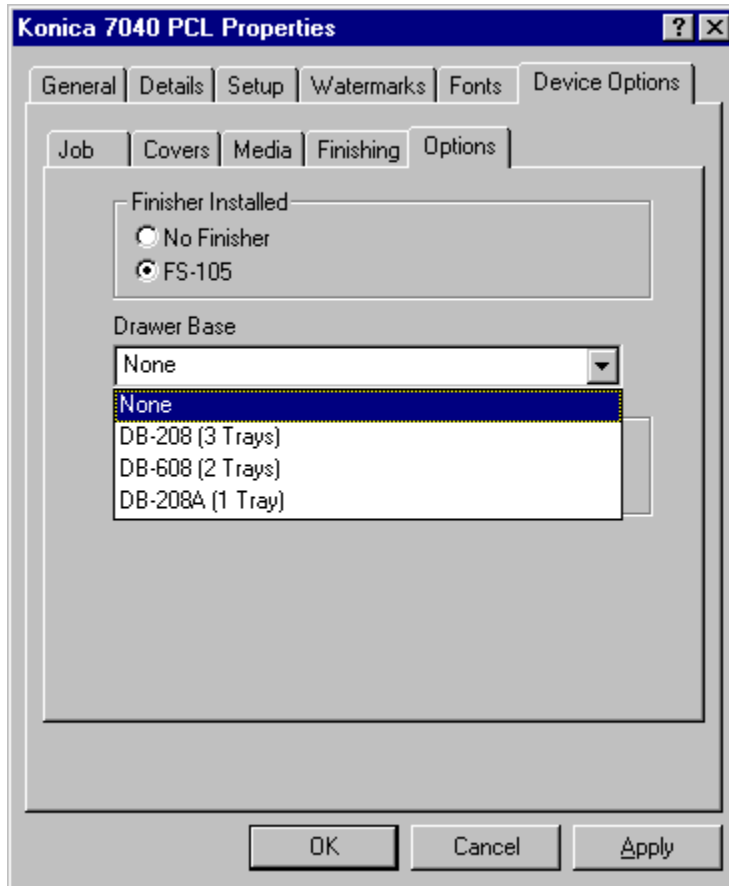 Konica 7040 PCL Properties
General Details Setup Watermarks Fonts Device Options
Job Covers Media Finishing Options
Finisher Installed
No Finisher
FS-105
Drawer Base
None
None
DB-208 (3 Trays)
DB-608 (2 Trays)
DB-208A (1 Tray)
OK Cancel Apply